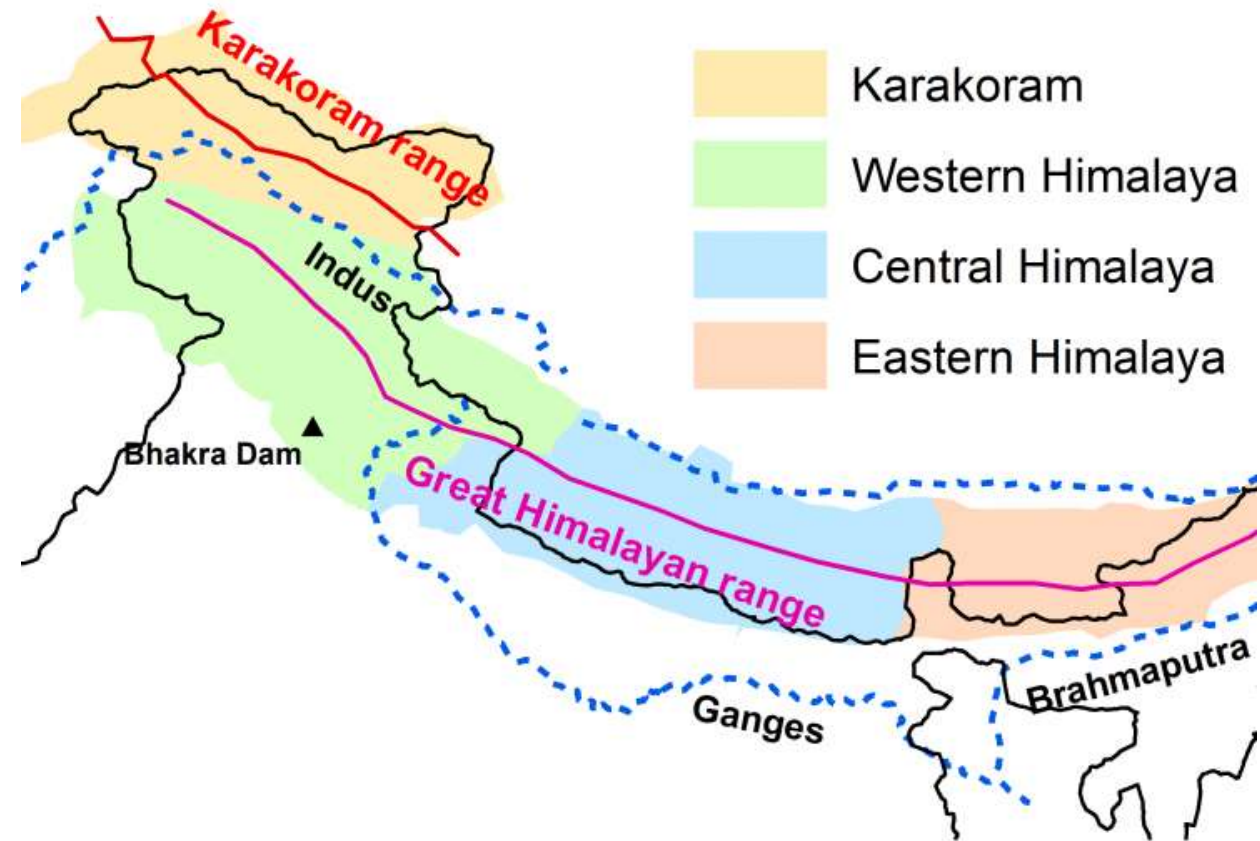 Karakoram range
Karakoram
Western Himalaya
Central Himalaya
Eastern Himalaya
Indus
Bhakra Dam
Great Himalayan range
Ganges
Brahmaputra